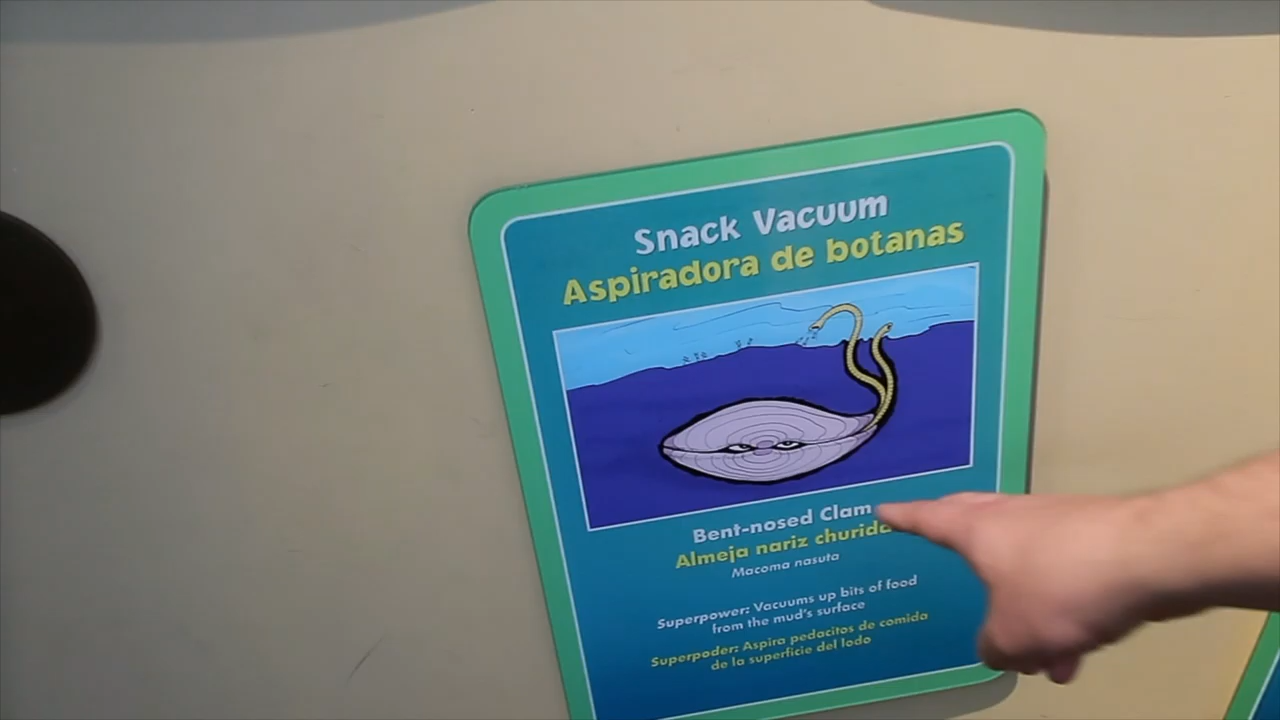 Snack Vacuum
Aspiradora de botanas
Bent-nosed Clam
Almeja nariz churida
Macoma nasuta
Superpower: Vacuums up bits of food
from the mud's surface
Superpoder: Aspira pedacitos de comida
de la superficie del lodo